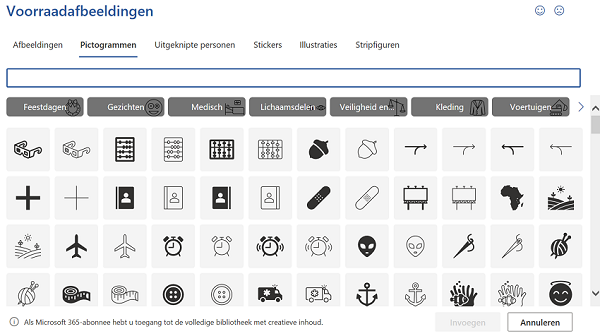 Voorraadafbeeldingen
Afbeeldingen Pictogrammen Uitgeknipte personen Stickers Illustraties Stripfiguren
Feestdagen Gezichten Medisch Lichaamsdelen Veiligheid en... Kleding Voertuigen
Als Microsoft 365-abonnee hebt u toegang tot de volledige bibliotheek met creatieve inhoud.
Invoegen Annuleren